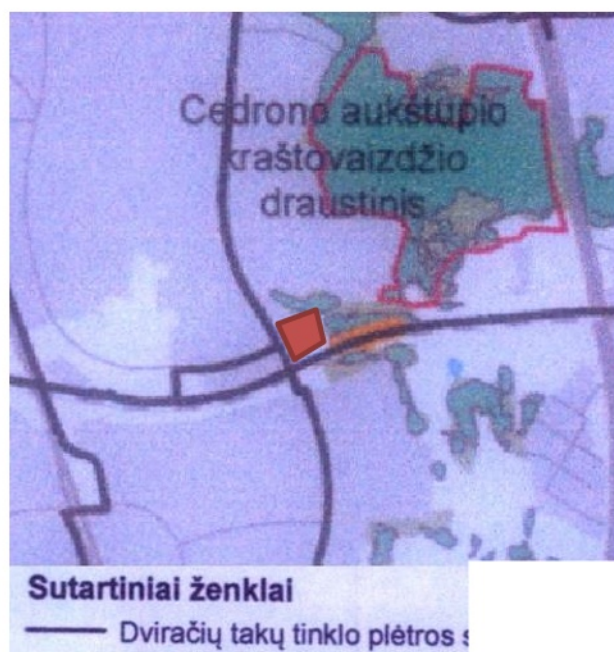 Cedrono aukštupio
kraštovaizdžio
draustinis
Sutartiniai ženklai
Dviračių takų tinklo plėtros